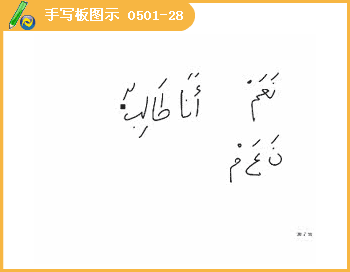 手写板图示 0501-28
نَعَمْ أَنَا طَالِبٌ
نَ عَ مْ